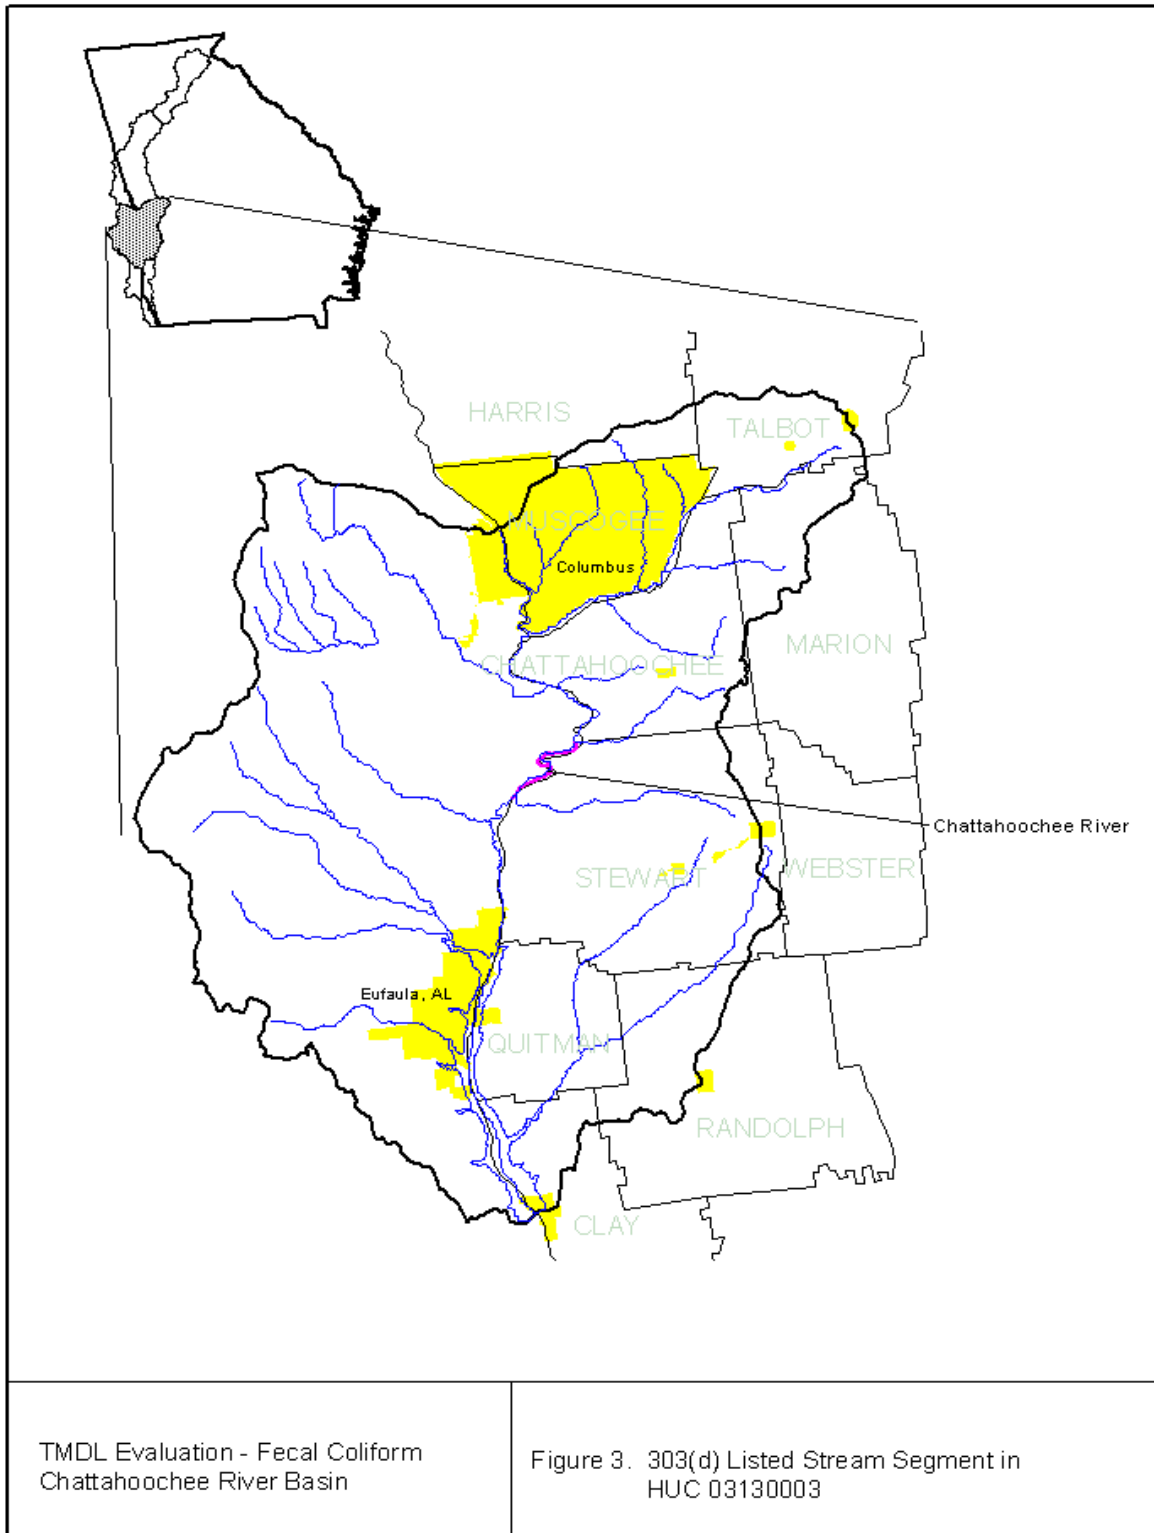 HARRIS
TALBOT
MUSCOGEE
Columbus
MARION
CHATTAHOOCHEE
Chattahoochee River
STEWART
WEBSTER
Eufaula, AL
QUITMAN
RANDOLPH
CLAY
TMDL Evaluation - Fecal Coliform
Chattahoochee River Basin
Figure 3. 303(d) Listed Stream Segment in
HUC 03130003